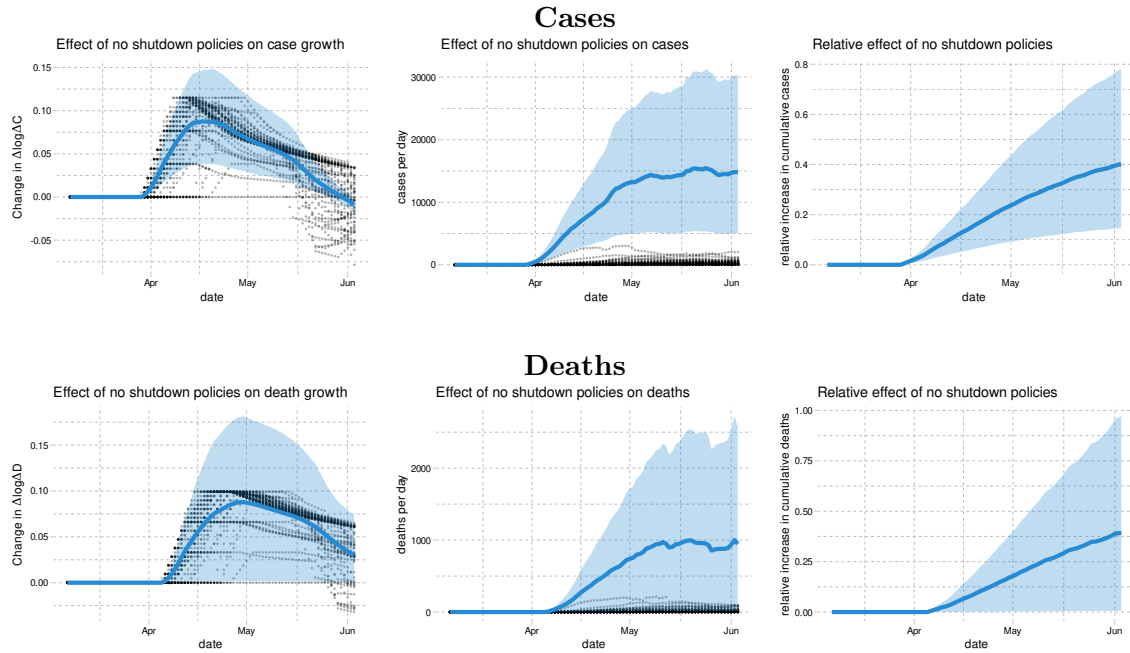 Cases
Effect of no shutdown policies on case growth
Change in ΔlogΔC
0.15
0.10
0.05
0.00
-0.05
Apr
May
Jun
date
Effect of no shutdown policies on cases
cases per day
30000
20000
10000
0
Apr
May
Jun
date
Relative effect of no shutdown policies
relative increase in cumulative cases
0.8
0.6
0.4
0.2
0.0
Apr
May
Jun
date
Deaths
Effect of no shutdown policies on death growth
Change in ΔlogΔD
0.15
0.10
0.05
0.00
Apr
May
Jun
date
Effect of no shutdown policies on deaths
deaths per day
2000
1000
0
Apr
May
Jun
date
Relative effect of no shutdown policies
relative increase in cumulative deaths
1.00
0.75
0.50
0.25
0.00
Apr
May
Jun
date